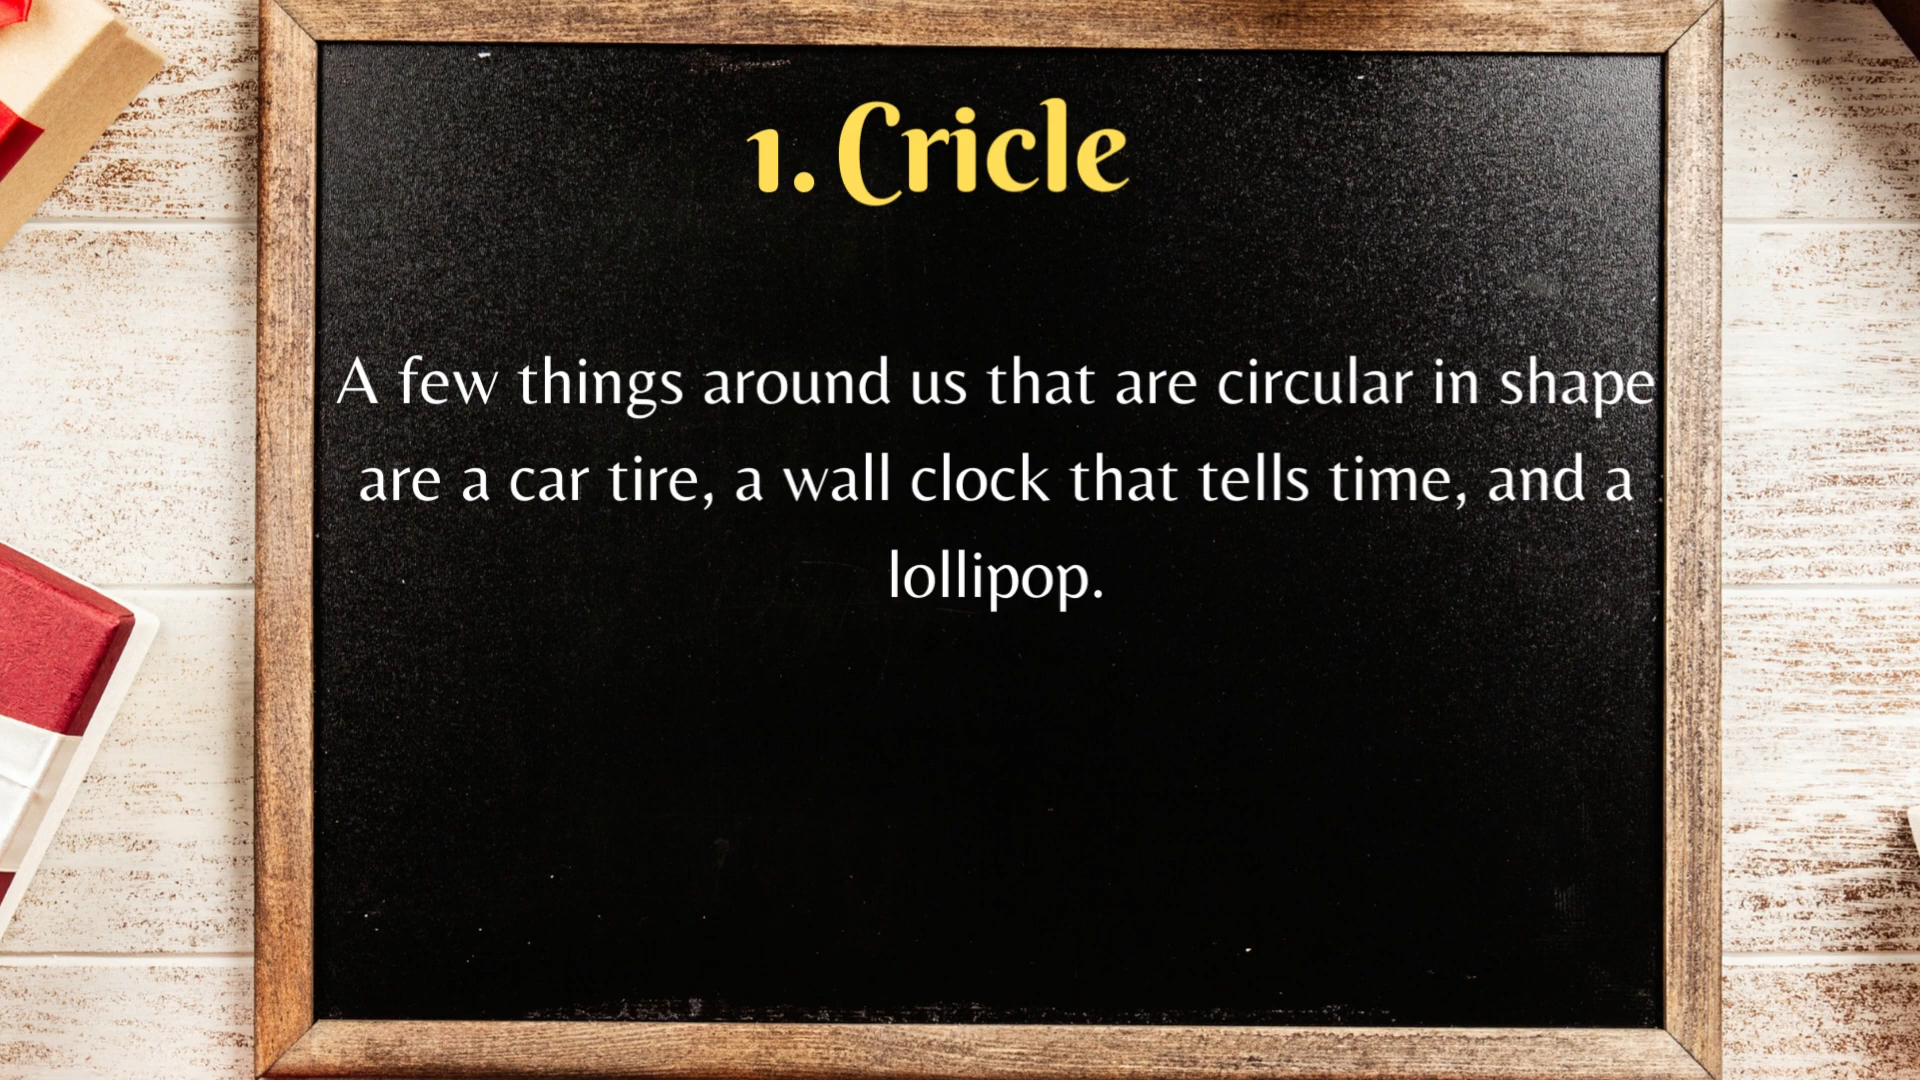 1. Cricle
A few things around us that are circular in shape
are a car tire, a wall clock that tells time, and a
lollipop.